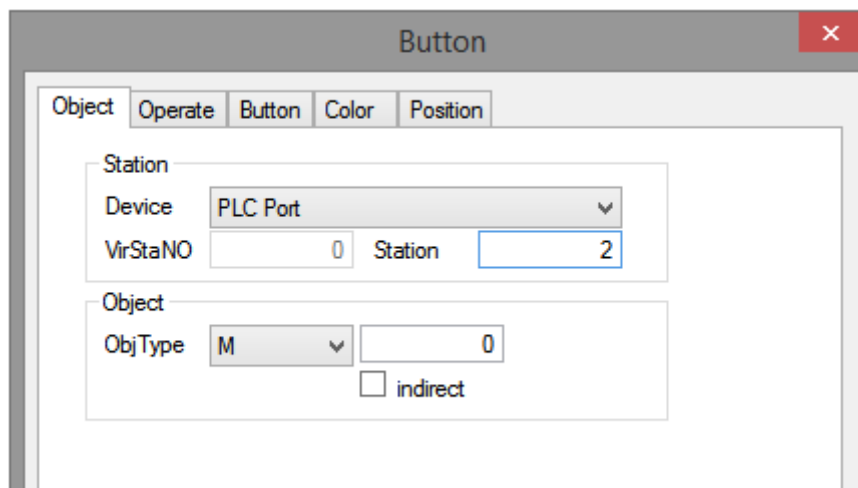 Button
Object Operate Button Color Position
Station
Device PLC Port
VirStaNO 0 Station 2
Object
ObjType M 0
indirect